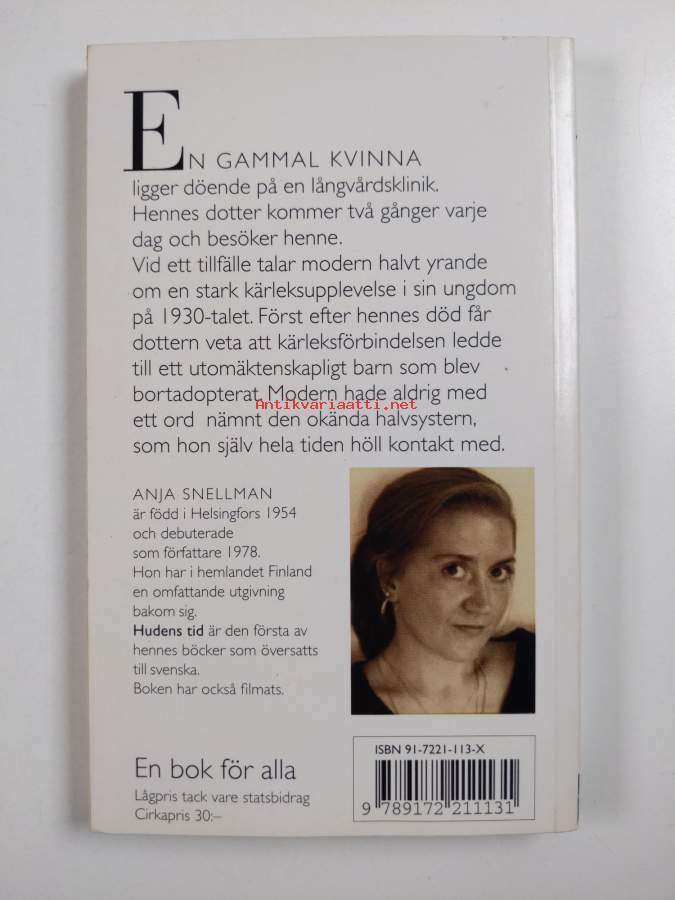 EN GAMMAL KVINNA
ligger döende på en långvårdsklinik.
Hennes dotter kommer två gånger varje
dag och besöker henne.
Vid ett tillfälle talar modern halvt yrande
om en stark kärleksupplevelse i sin ungdom
på 1930-talet. Först efter hennes död får
dottern veta att kärleksförbindelsen ledde
till ett utomäktenskapligt barn som blev
bortadopterat. Modern hade aldrig med
Antikvariaatti.net
ett ord nämnt den okända halvsystern,
som hon själv hela tiden höll kontakt med.
ANJA SNELLMAN
är född i Helsingfors 1954
och debuterade
som författare 1978.
Hon har i hemlandet Finland
en omfattande utgivning
bakom sig.
Hudens tid är den första av
hennes böcker som översatts
till svenska.
Boken har också filmats.
En bok för alla
Lågpris tack vare statsbidrag
Cirkapris 30:–
ISBN 91-7221-113-X
9 789172 211131